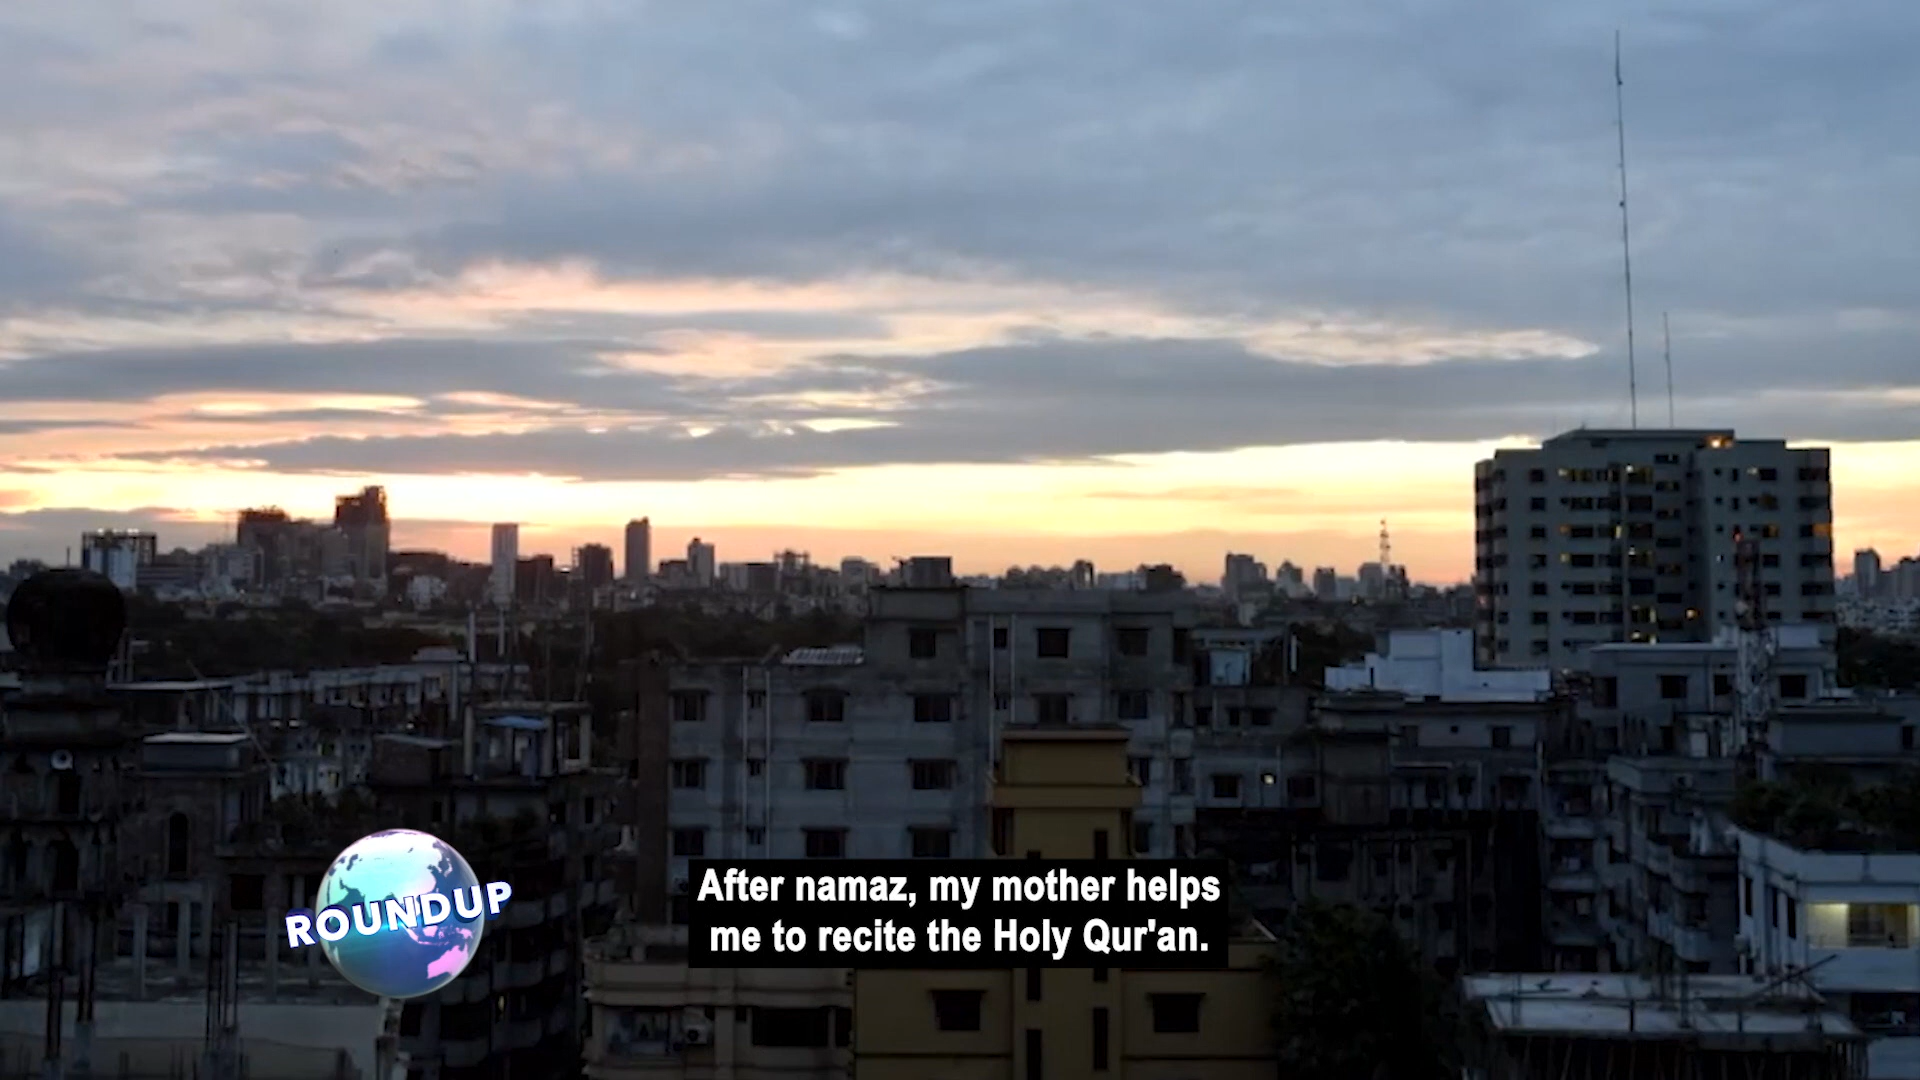 ROUNDUP
After namaz, my mother helps
me to recite the Holy Qur'an.